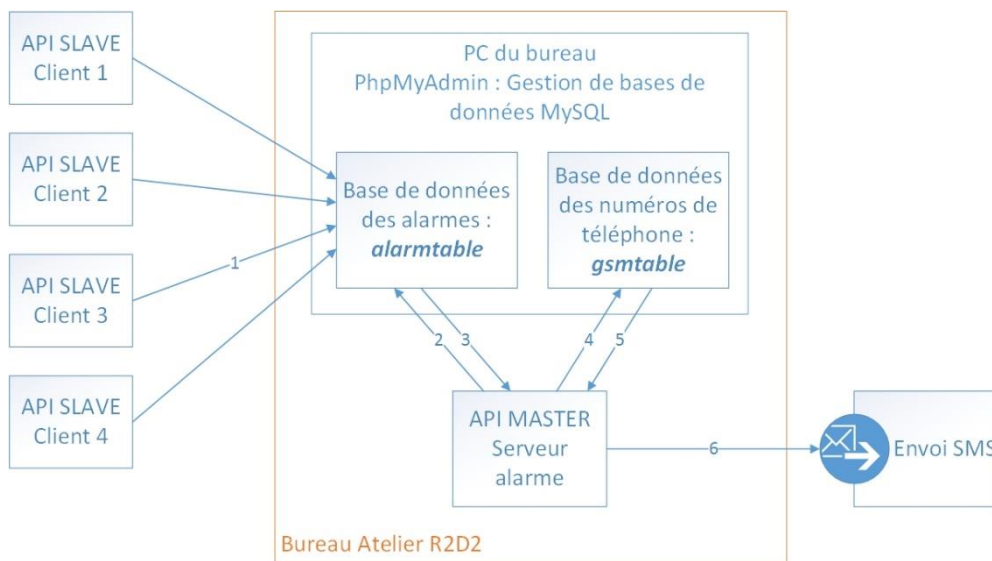 API SLAVE
Client 1
API SLAVE
Client 2
API SLAVE
Client 3
API SLAVE
Client 4
1
PC du bureau
PhpMyAdmin : Gestion de bases de
données MySQL
Base de données
des alarmes :
alarmtable
Base de données
des numéros de
téléphone :
gsmtable
2
3
4
5
API MASTER
Serveur
alarme
6
Envoi SMS
Bureau Atelier R2D2